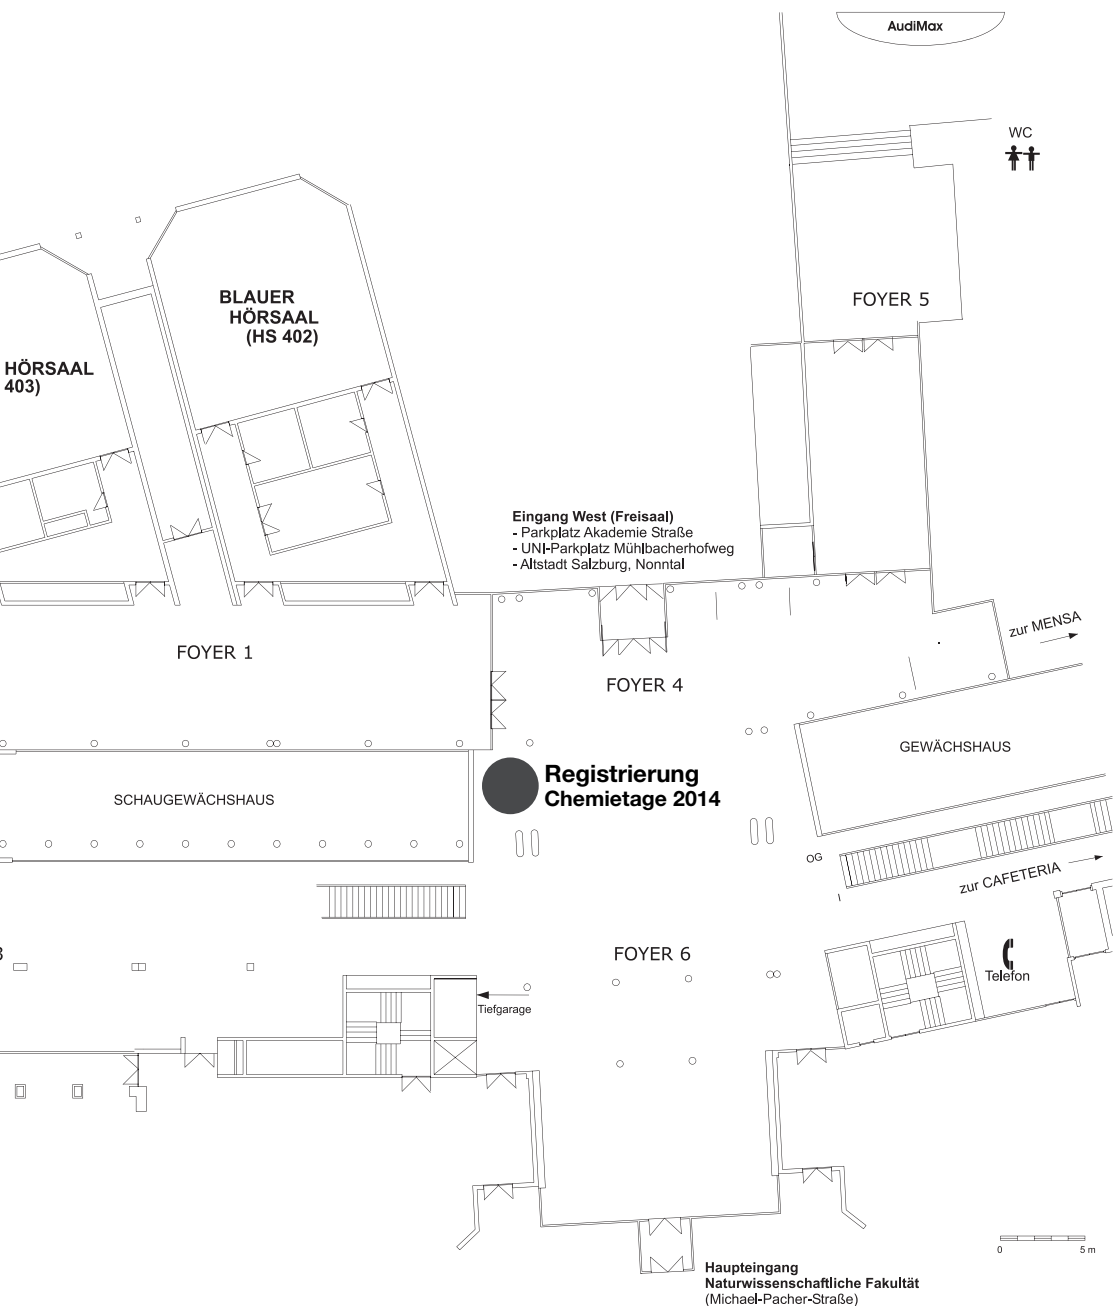 AudiMax
WC
BLAUER
HÖRSAAL
(HS 402)
FOYER 5
HÖRSAAL
403)
Eingang West (Freisaal)
- Parkplatz Akademie Straße
- UNI-Parkplatz Mühlbacherhofweg
- Altstadt Salzburg, Nonntal
zur MENSA
FOYER 1
FOYER 4
GEWÄCHSHAUS
Registrierung
Chemietage 2014
SCHAUGEWÄCHSHAUS
OG
zur CAFETERIA
I
3
FOYER 6
Telefon
Tiefgarage
0 5 m
Haupteingang
Naturwissenschaftliche Fakultät
(Michael-Pacher-Straße)